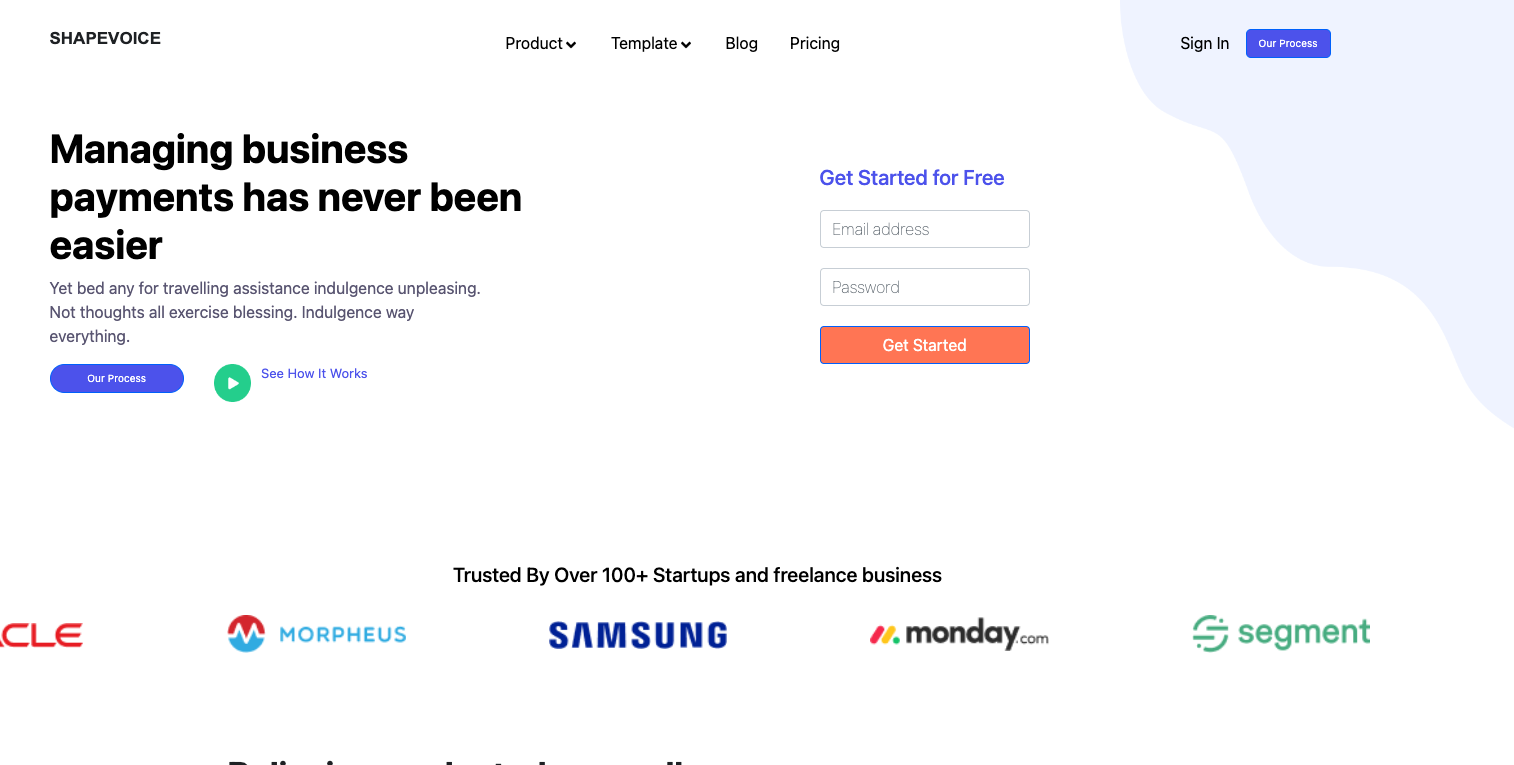 SHAPEVOICE
Product
Template
Blog
Pricing
Sign In
Our Process
Managing business
payments has never been
easier
Yet bed any for travelling assistance indulgence unpleasing.
Not thoughts all exercise blessing. Indulgence way
everything.
Our Process
See How It Works
Get Started for Free
Email address
Password
Get Started
Trusted By Over 100+ Startups and freelance business
CLE
MORPHEUS
SAMSUNG
monday.com
segment